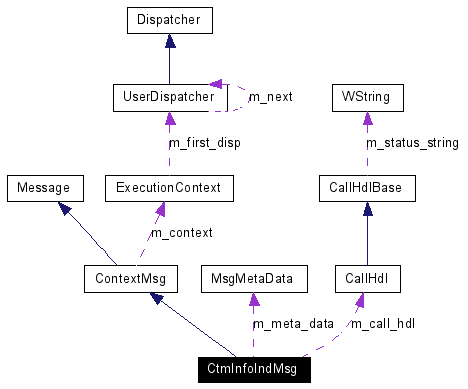 Dispatcher
UserDispatcher
m_next
WString
m_first_disp
m_status_string
Message
ExecutionContext
CallHdlBase
m_context
ContextMsg
MsgMetaData
CallHdl
m_meta_data
m_call_hdl
CtmInfoIndMsg